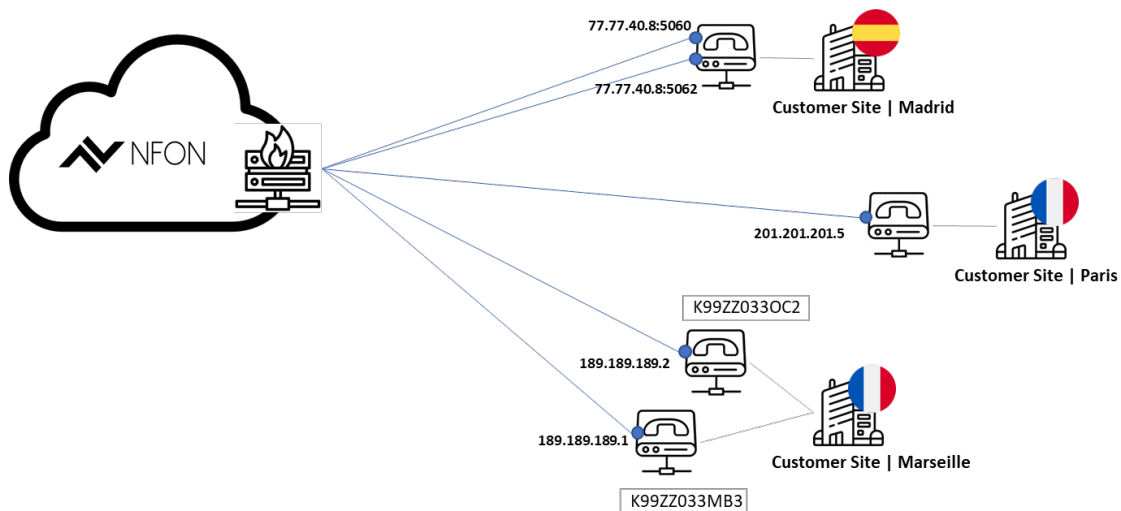 77.77.40.8:5060
77.77.40.8:5062
Customer Site | Madrid
NFON
201.201.201.5
Customer Site | Paris
K99ZZ033OC2
189.189.189.2
189.189.189.1
Customer Site | Marseille
K99ZZ033MB3